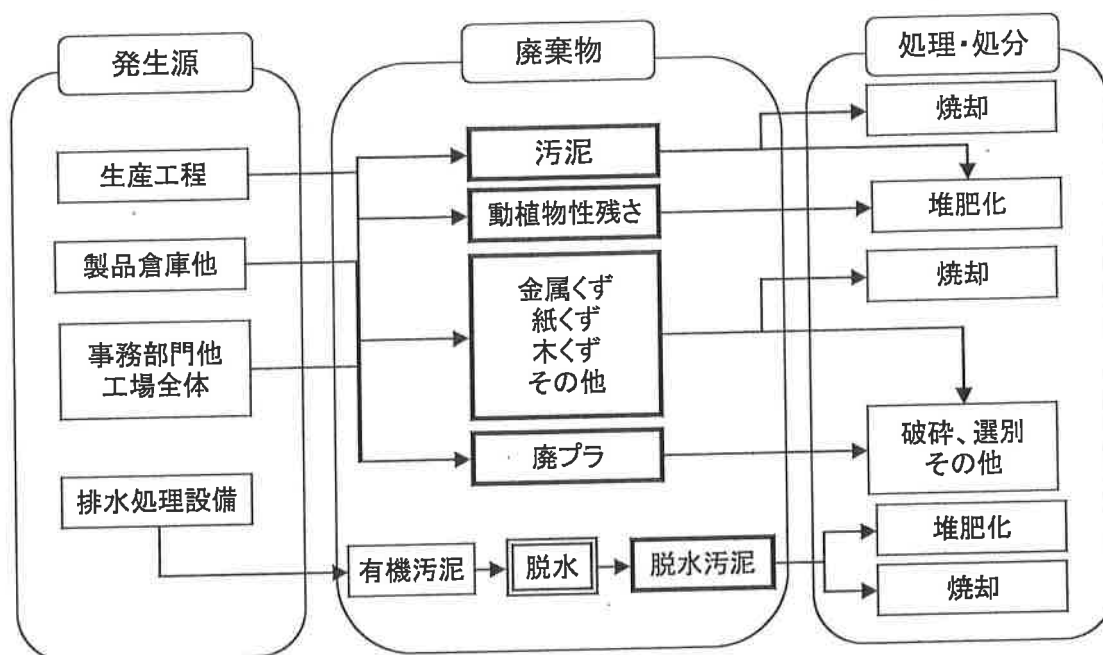 発生源
生産工程
製品倉庫他
事務部門他
工場全体
排水処理設備
廃棄物
汚泥
動植物性残さ
金属くず
紙くず
木くず
その他
廃プラ
有機汚泥
脱水
脱水汚泥
処理・処分
焼却
堆肥化
焼却
破砕、選別
その他
堆肥化
焼却